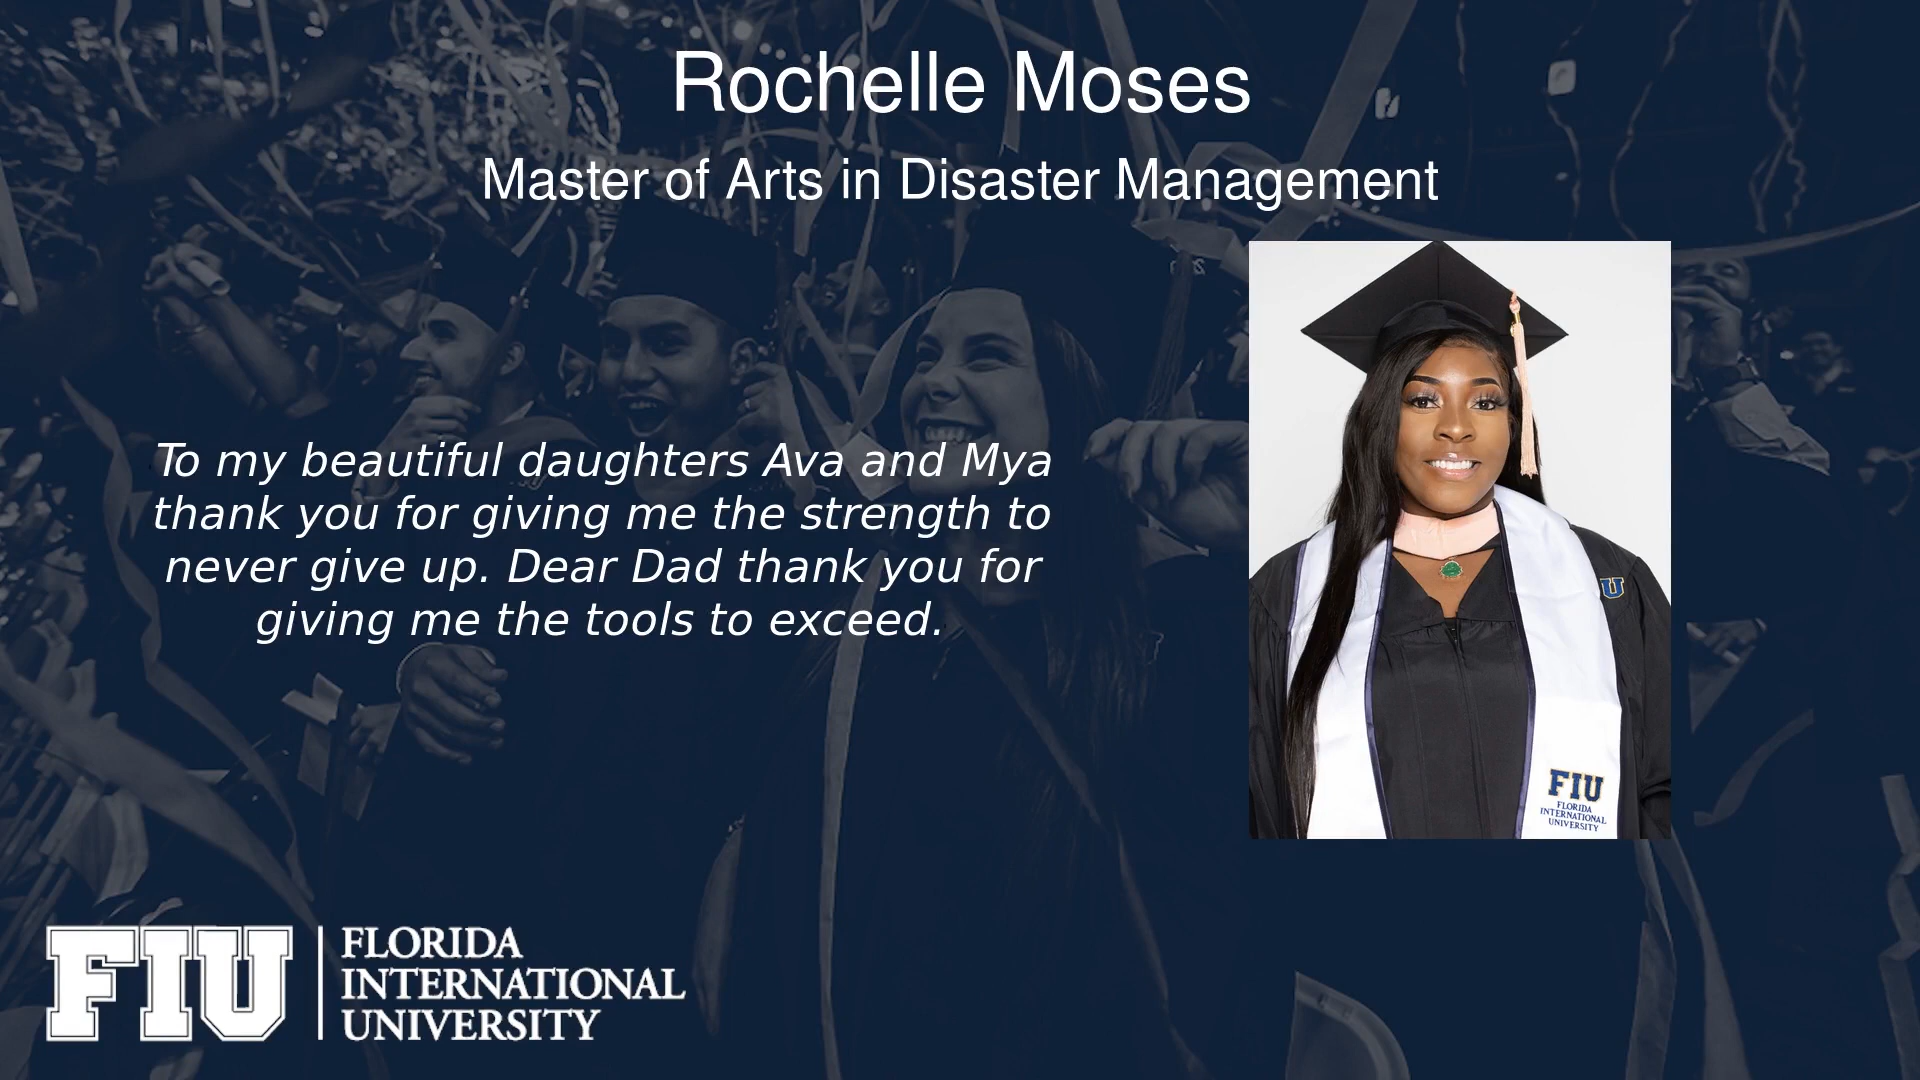 Rochelle Moses
Master of Arts in Disaster Management
To my beautiful daughters Ava and Mya
thank you for giving me the strength to
never give up. Dear Dad thank you for
giving me the tools to exceed.
U
FIU
FLORIDA
INTERNATIONAL
UNIVERSITY
FIU
FLORIDA
INTERNATIONAL
UNIVERSITY